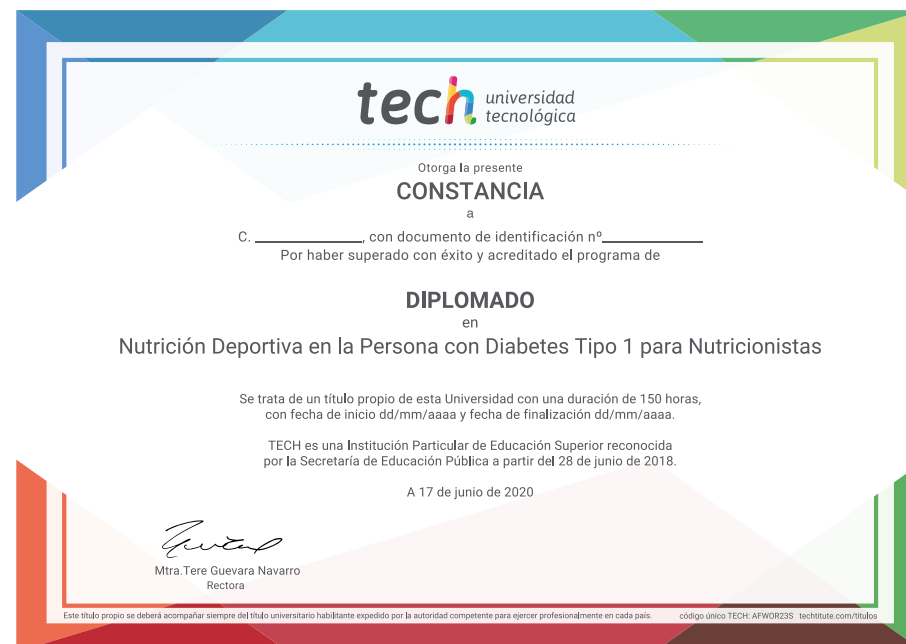 tech universidad
tecnológica
Otorga la presente
CONSTANCIA
a
C. ____________, con documento de identificación nº____________
Por haber superado con éxito y acreditado el programa de
DIPLOMADO
en
Nutrición Deportiva en la Persona con Diabetes Tipo 1 para Nutricionistas
Se trata de un título propio de esta Universidad con una duración de 150 horas,
con fecha de inicio dd/mm/aaaa y fecha de finalización dd/mm/aaaa.
TECH es una Institución Particular de Educación Superior reconocida
por la Secretaría de Educación Pública a partir del 28 de junio de 2018.
A 17 de junio de 2020
Mtra.Tere Guevara Navarro
Rectora
Este título propio se deberá acompañar siempre del título universitario habilitante expedido por la autoridad competente para ejercer profesionalmente en cada país. código único TECH: AFWOR23S techtitute.com/títulos